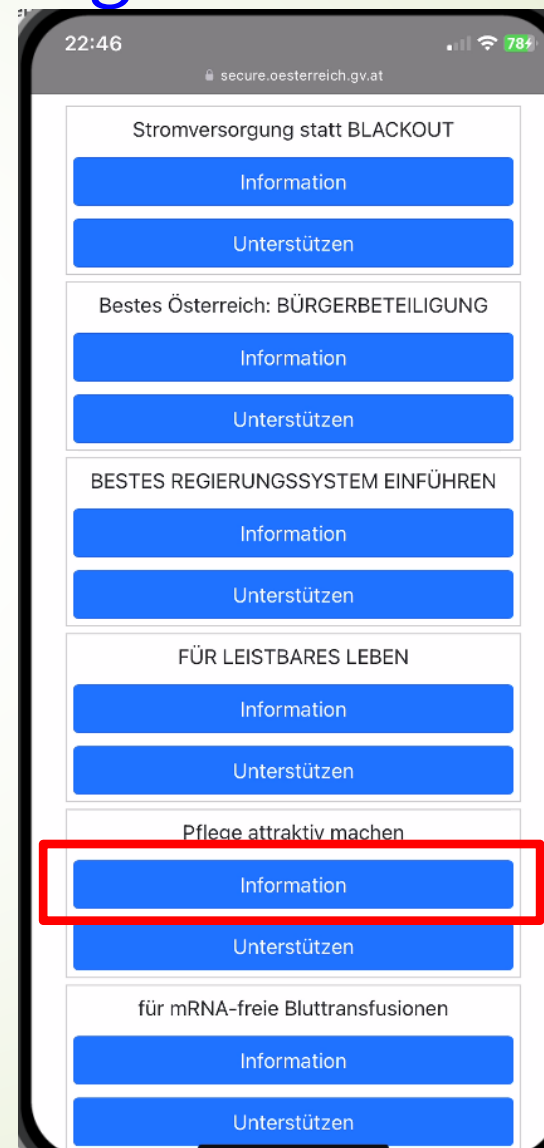 22:46
78
secure.oesterreich.gv.at
Stromversorgung statt BLACKOUT
Information
Unterstützen
Bestes Österreich: BÜRGERBETEILIGUNG
Information
Unterstützen
BESTES REGIERUNGSSYSTEM EINFÜHREN
Information
Unterstützen
FÜR LEISTBARES LEBEN
Information
Unterstützen
Pflege attraktiv machen
Information
Unterstützen
für mRNA-freie Bluttransfusionen
Information
Unterstützen